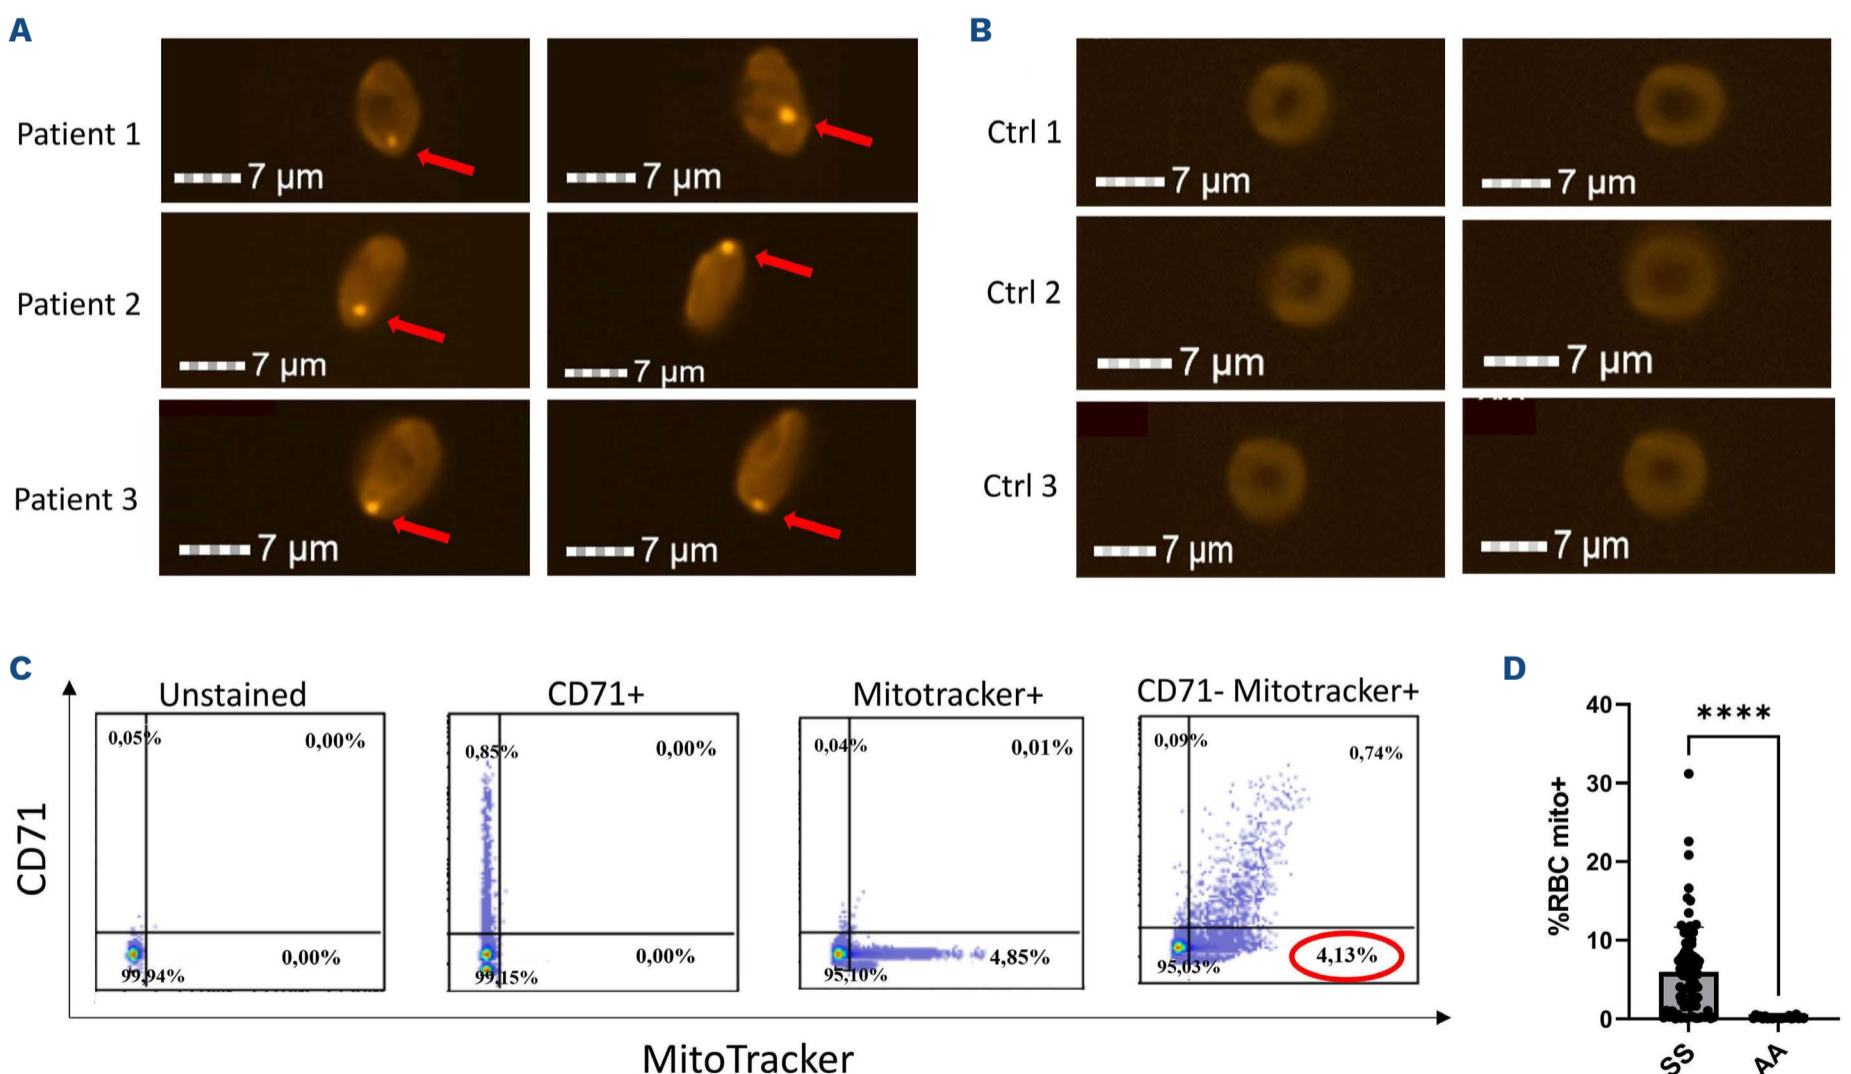 A
B
Patient 1
7 µm
7 µm
Ctrl 1
7 µm
7 µm
Patient 2
7 µm
7 µm
Ctrl 2
7 µm
7 µm
Patient 3
7 µm
7 µm
Ctrl 3
7 µm
7 µm
C
D
Unstained
CD71+
Mitotracker+
CD71- Mitotracker+
0,05%
0,00%
0,85%
0,00%
0,04%
0,01%
0,09%
0,74%
99,94%
0,00%
99,15%
0,00%
95,10%
4,85%
95,03%
4,13%
CD71
MitoTracker
****
%RBC mito+
40
30
20
10
0
SS
AA